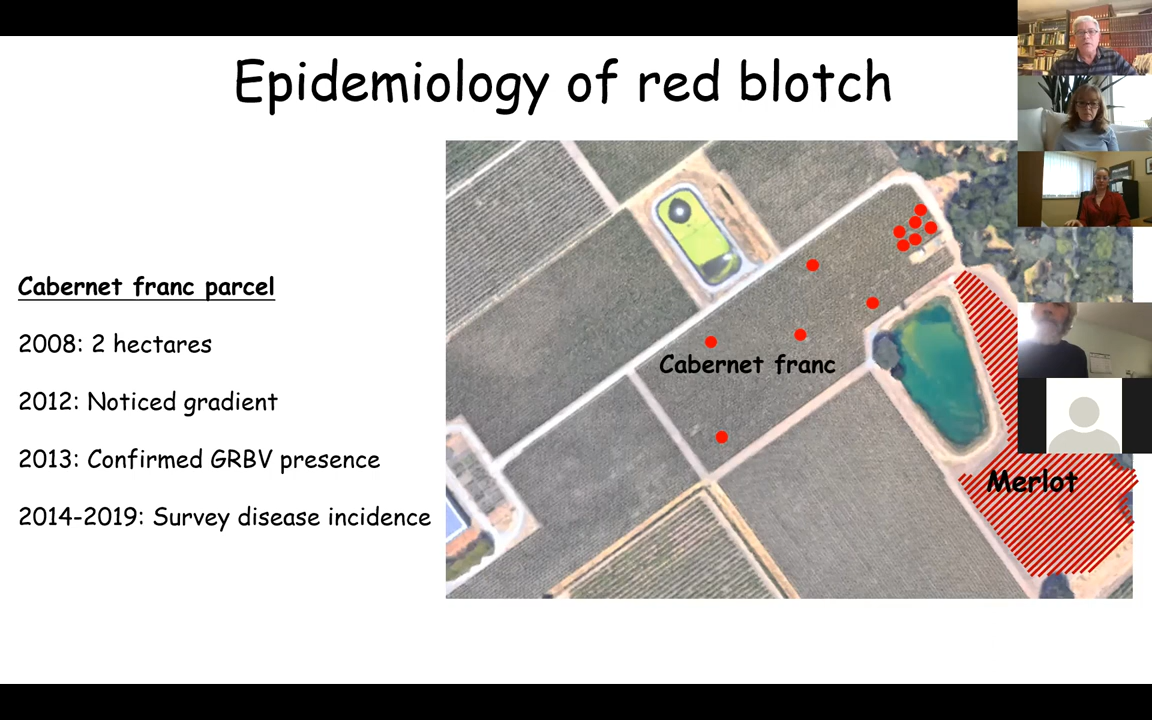 Epidemiology of red blotch
Cabernet franc parcel
2008: 2 hectares
2012: Noticed gradient
2013: Confirmed GRBV presence
2014-2019: Survey disease incidence
Cabernet franc
Merlot